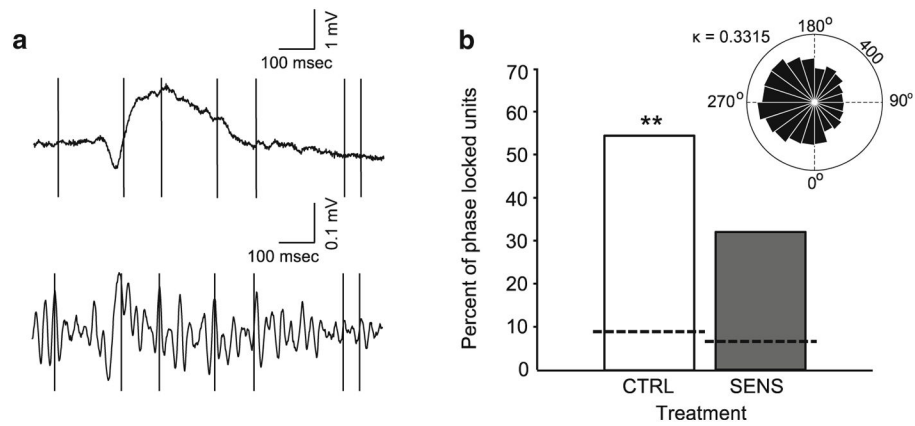 a
1 mV
100 msec
0.1 mV
100 msec
b
κ = 0.3315
180°
400
270°
90°
0°
Percent of phase locked units
70
60
50
40
30
20
10
0
**
CTRL
SENS
Treatment